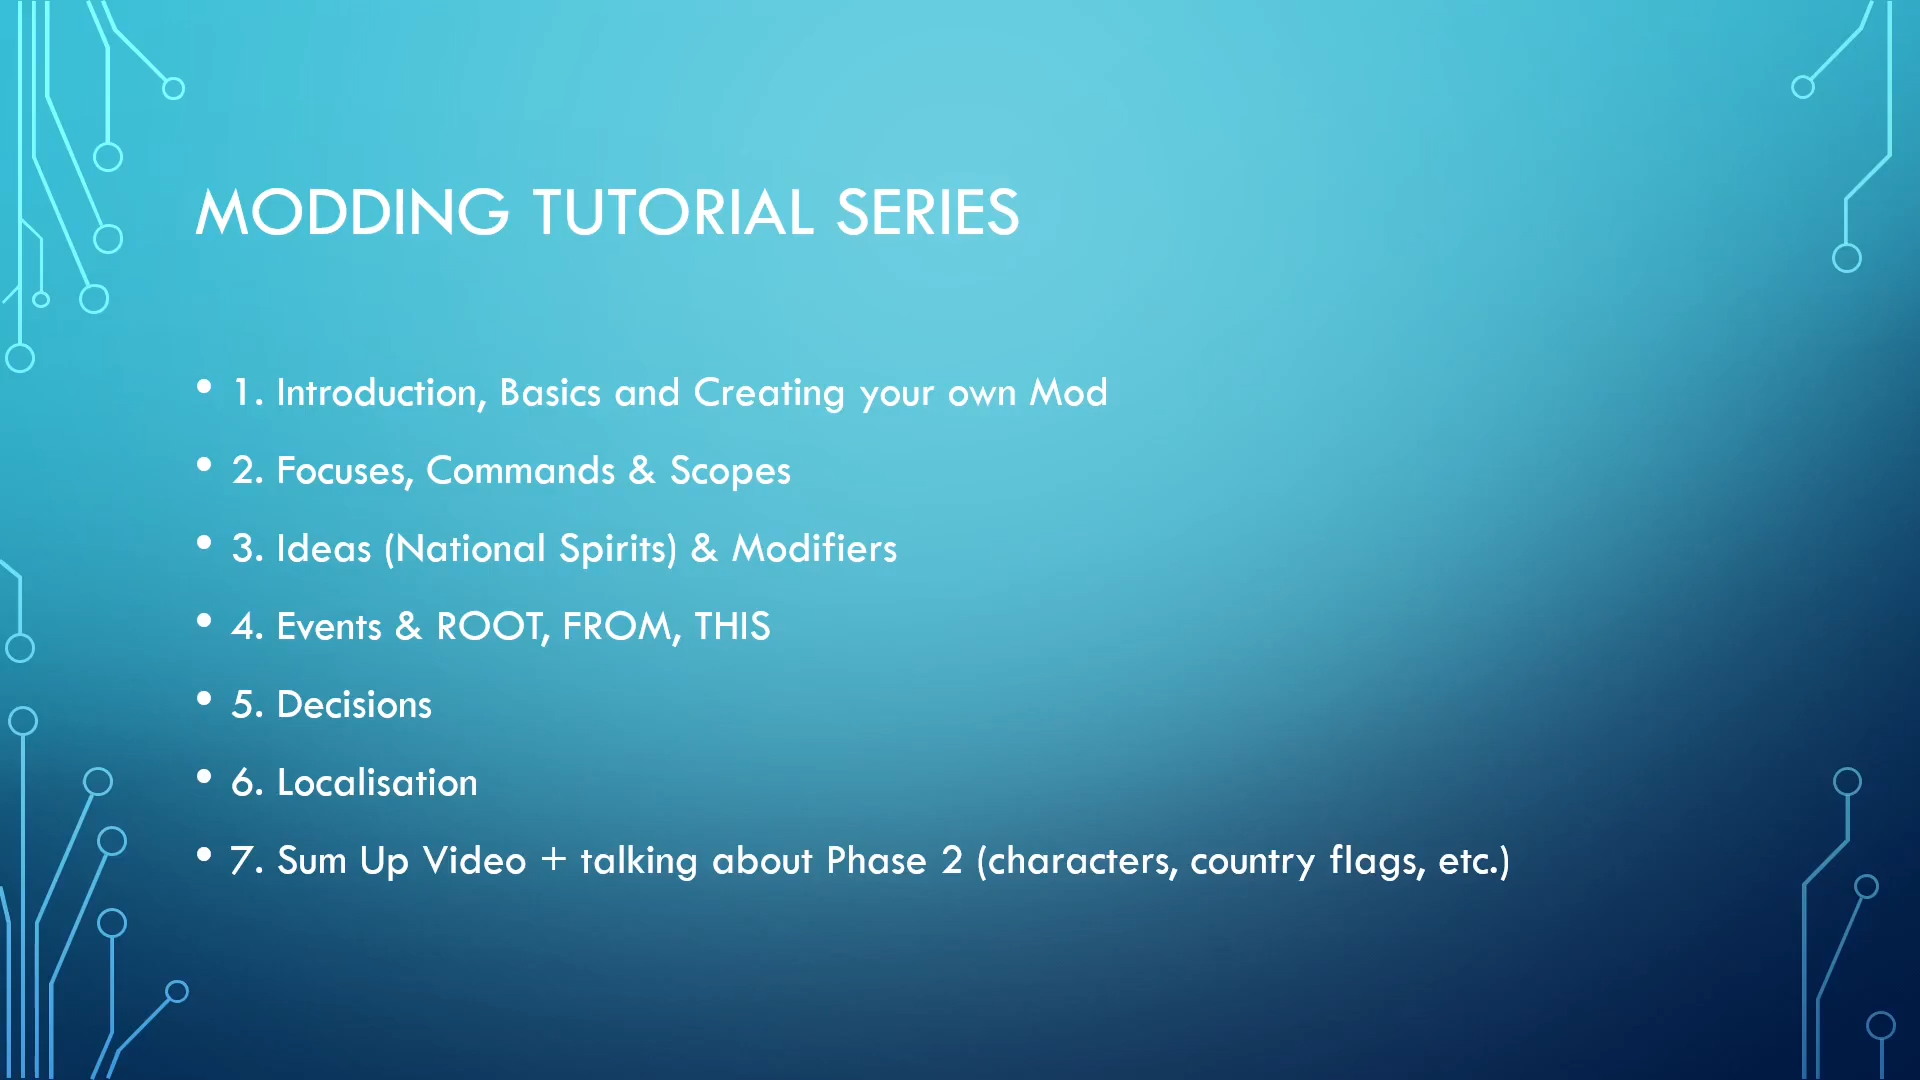 MODDING TUTORIAL SERIES
• 1. Introduction, Basics and Creating your own Mod
• 2. Focuses, Commands & Scopes
• 3. Ideas (National Spirits) & Modifiers
• 4. Events & ROOT, FROM, THIS
• 5. Decisions
• 6. Localisation
• 7. Sum Up Video + talking about Phase 2 (characters, country flags, etc.)